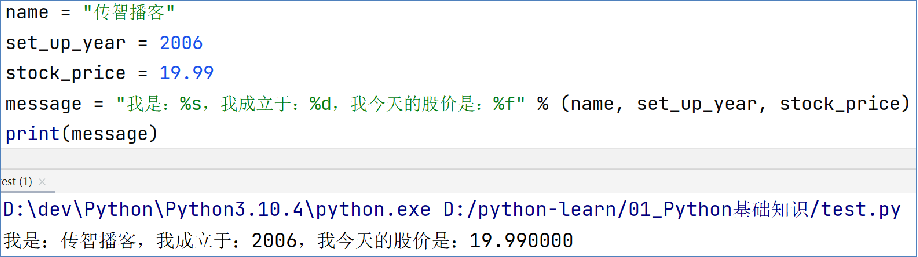 name = "传智播客"
set_up_year = 2006
stock_price = 19.99
message = "我是：%s，我成立于：%d，我今天的股价是：%f" % (name, set_up_year, stock_price)
print(message)
est (1) ×
D:\dev\Python\Python3.10.4\python.exe D:/python-learn/01_Python基础知识/test.py
我是：传智播客，我成立于：2006，我今天的股价是：19.990000